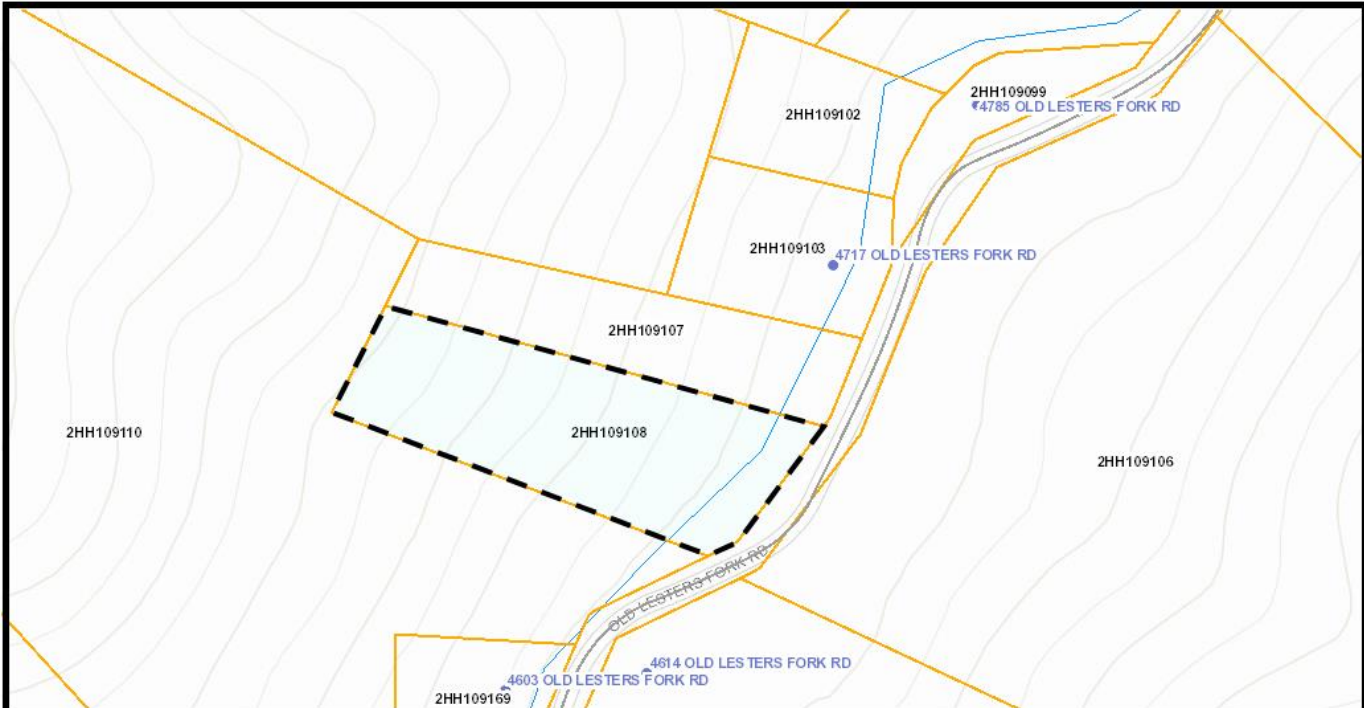 2HH109099
4785 OLD LESTERS FORK RD
2HH109102
2HH109103
4717 OLD LESTERS FORK RD
2HH109107
2HH109110
2HH109108
2HH109106
OLD LESTERS FORK RD
4614 OLD LESTERS FORK RD
4603 OLD LESTERS FORK RD
2HH109169